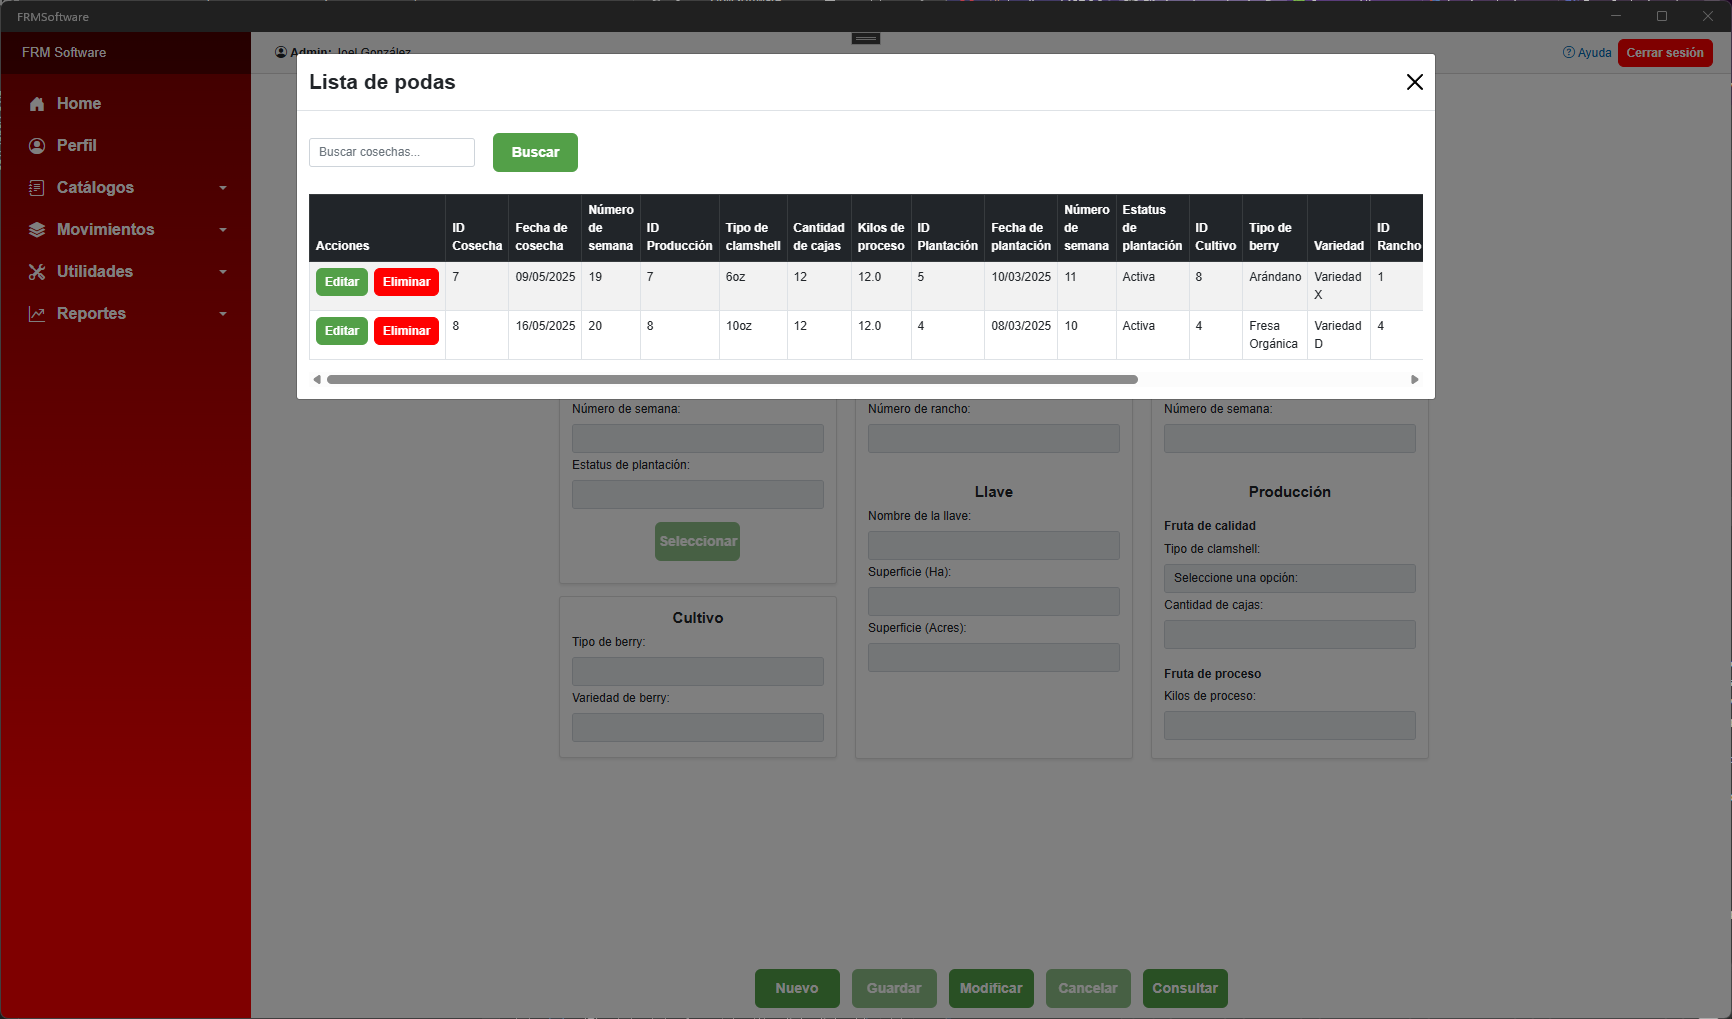 FRMSoftware
FRM Software
Admin: Joel González
Ayuda
Cerrar sesión
Home
Perfil
Catálogos
Movimientos
Utilidades
Reportes
Lista de podas
Buscar cosechas...
Buscar
Acciones
ID Cosecha
Fecha de cosecha
Número de semana
ID Producción
Tipo de clamshell
Cantidad de cajas
Kilos de proceso
ID Plantación
Fecha de plantación
Número de semana
Estatus de plantación
ID Cultivo
Tipo de berry
Variedad
ID Rancho
Editar Eliminar 7 09/05/2025 19 7 6oz 12 12.0 5 10/03/2025 11 Activa 8 Arándano Variedad X 1
Editar Eliminar 8 16/05/2025 20 8 10oz 12 12.0 4 08/03/2025 10 Activa 4 Fresa Orgánica Variedad D 4
Número de semana:
Estatus de plantación:
Seleccionar
Cultivo
Tipo de berry:
Variedad de berry:
Número de rancho:
Llave
Nombre de la llave:
Superficie (Ha):
Superficie (Acres):
Número de semana:
Producción
Fruta de calidad
Tipo de clamshell:
Seleccione una opción:
Cantidad de cajas:
Fruta de proceso
Kilos de proceso:
Nuevo
Guardar
Modificar
Cancelar
Consultar